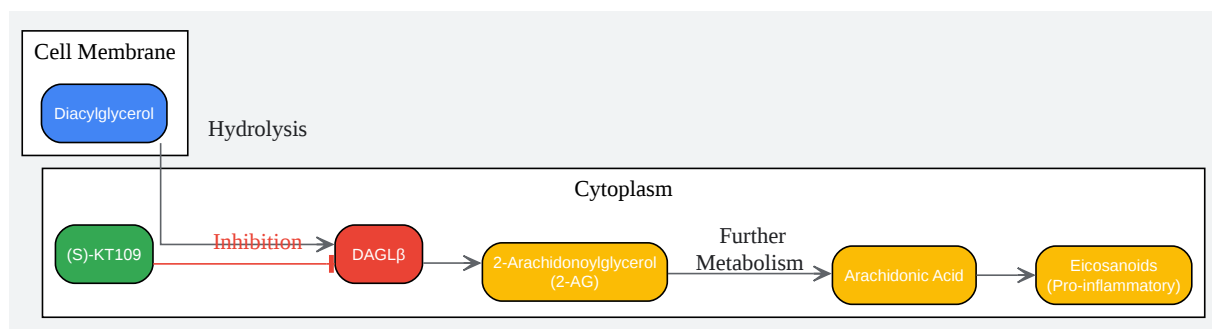 Cell Membrane
Diacylglycerol
Hydrolysis
Cytoplasm
(S)-KT109
Inhibition
DAGLβ
2-Arachidonoylglycerol
(2-AG)
Further
Metabolism
Arachidonic Acid
Eicosanoids
(Pro-inflammatory)